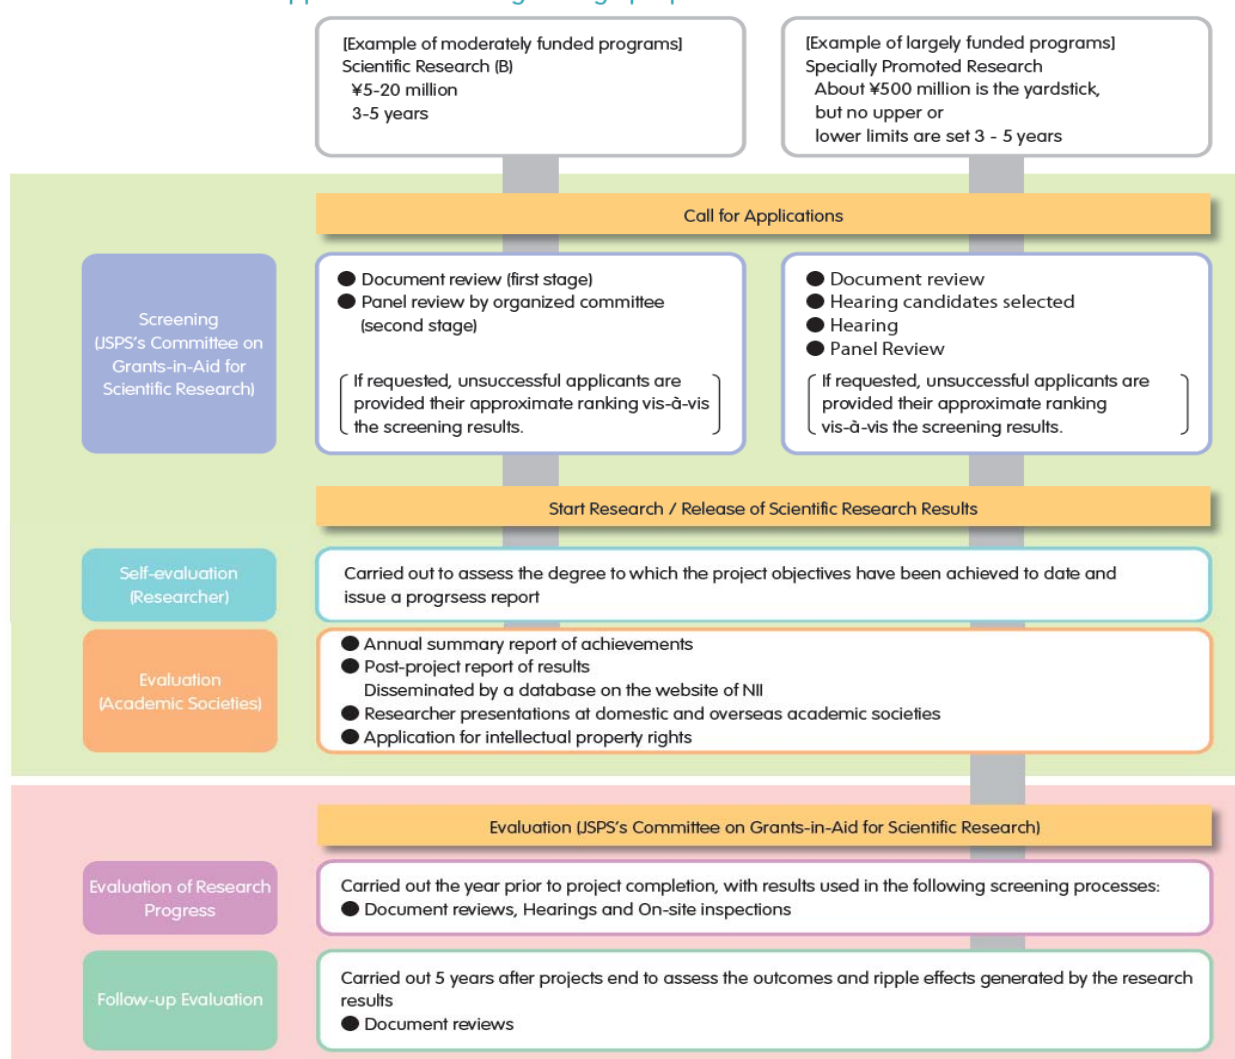 [Example of moderately funded programs]
Scientific Research (B)
¥5-20 million
3-5 years
[Example of largely funded programs]
Specially Promoted Research
About ¥500 million is the yardstick,
but no upper or
lower limits are set 3 - 5 years
Call for Applications
Screening
(JSPS's Committee on
Grants-in-Aid for
Scientific Research)
● Document review (first stage)
● Panel review by organized committee
(second stage)
If requested, unsuccessful applicants are
provided their approximate ranking vis-à-vis
the screening results.
● Document review
● Hearing candidates selected
● Hearing
● Panel Review
If requested, unsuccessful applicants are
provided their approximate ranking
vis-à-vis the screening results.
Start Research / Release of Scientific Research Results
Self-evaluation
(Researcher)
Carried out to assess the degree to which the project objectives have been achieved to date and
issue a progrsess report
Evaluation
(Academic Societies)
● Annual summary report of achievements
● Post-project report of results
Disseminated by a database on the website of NII
● Researcher presentations at domestic and overseas academic societies
● Application for intellectual property rights
Evaluation (JSPS's Committee on Grants-in-Aid for Scientific Research)
Evaluation of Research
Progress
Carried out the year prior to project completion, with results used in the following screening processes:
● Document reviews, Hearings and On-site inspections
Follow-up Evaluation
Carried out 5 years after projects end to assess the outcomes and ripple effects generated by the research
results
● Document reviews